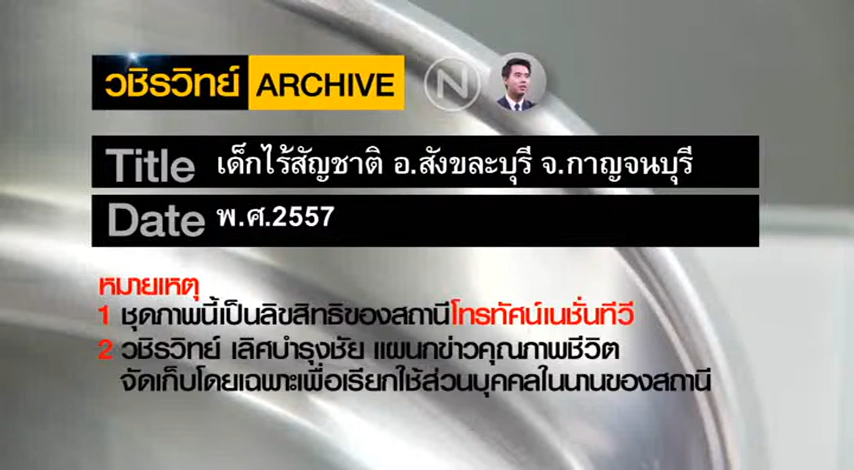 วชิรวิทย์ ARCHIVE N
Title เด็กไร้สัญชาติ อ.สังขละบุรี จ.กาญจนบุรี
Date พ.ศ.2557
หมายเหตุ
1 ชุดภาพนี้เป็นลิขสิทธิของสถานีโทรทัศน์เนชั่นทีวี
2 วชิรวิทย์ เลิศบำรุงชัย แผนกข่าวคุณภาพชีวิต
จัดเก็บโดยเฉพาะเพื่อเรียกใช้ส่วนบุคคลในนานของสถานี